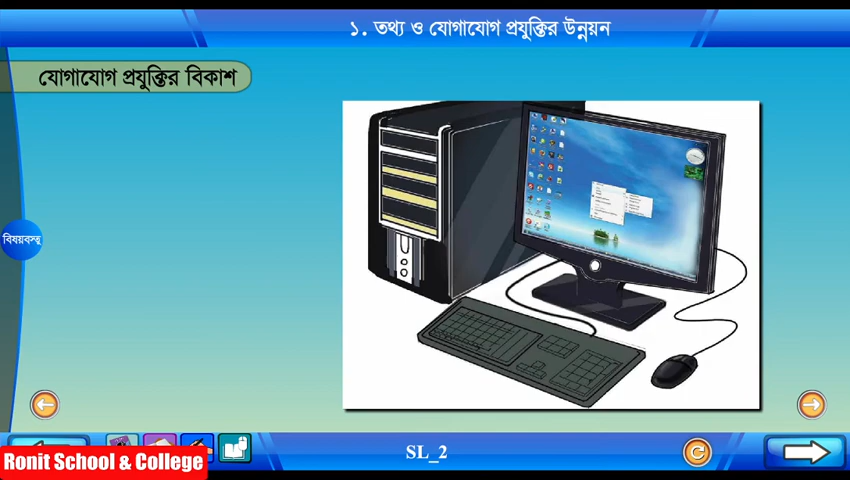 ১. তথ্য ও যোগাযোগ প্রযুক্তির উন্নয়ন
যোগাযোগ প্রযুক্তির বিকাশ
বিষয়বস্তু
SL_2
Ronit School & College